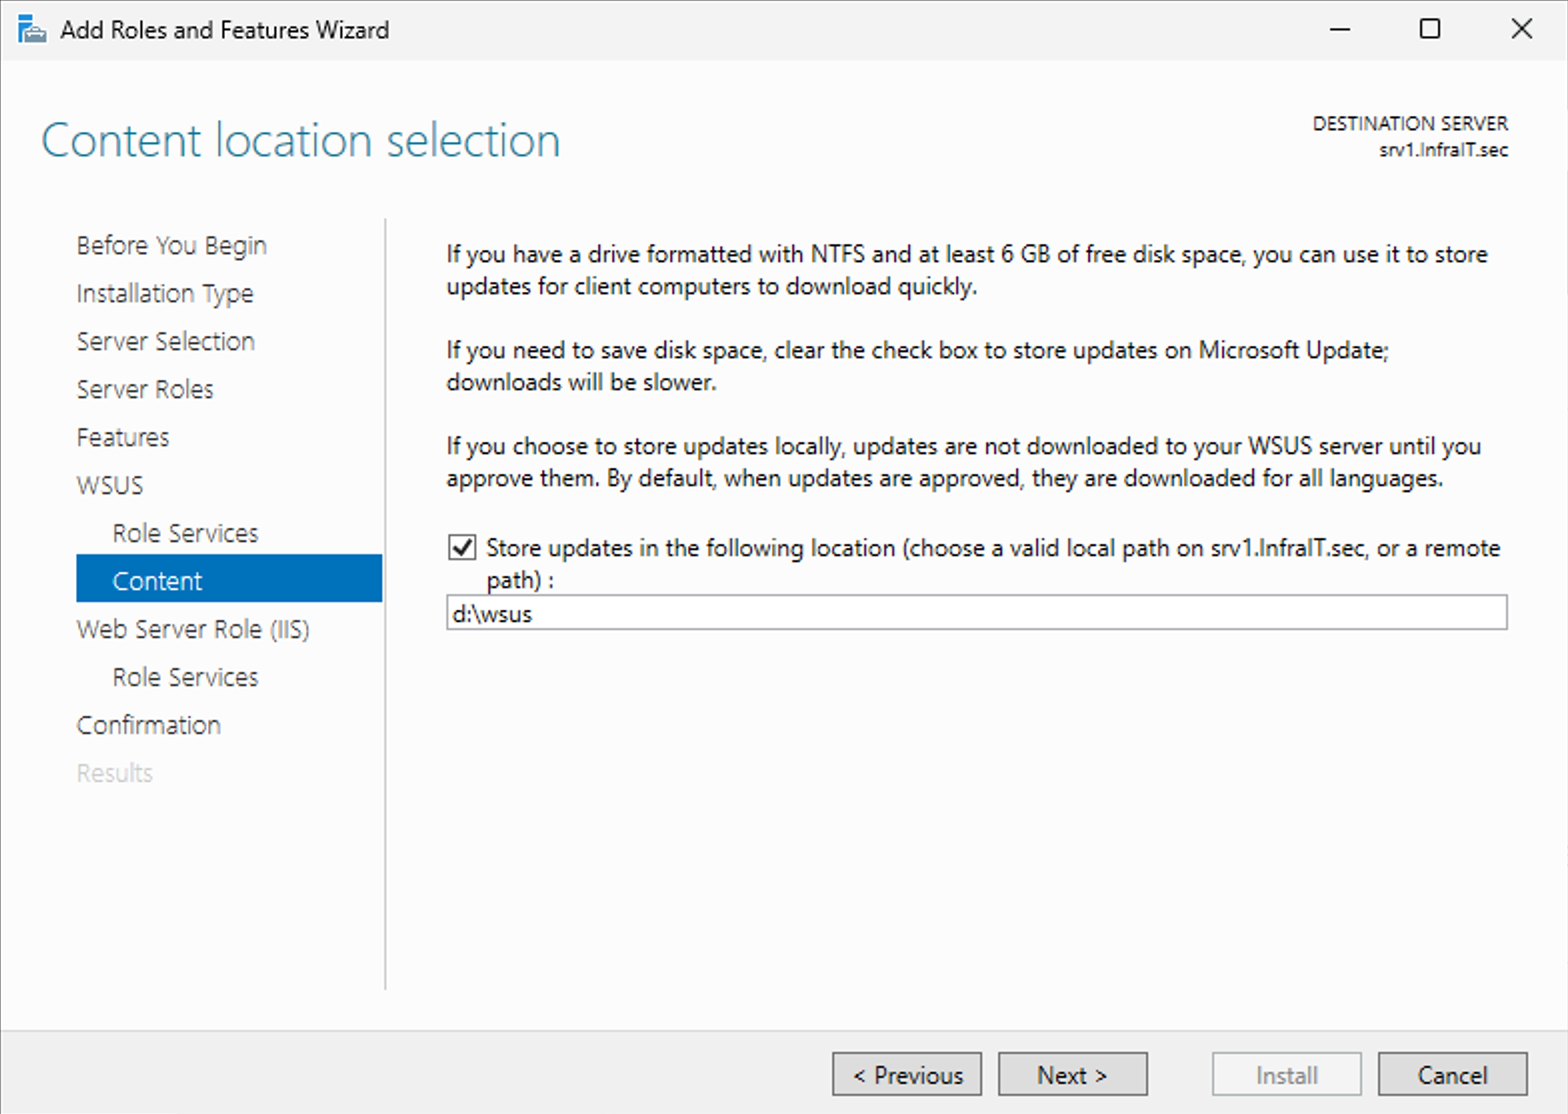 Add Roles and Features Wizard
Content location selection
DESTINATION SERVER
srv1.InfraIT.sec
Before You Begin
Installation Type
Server Selection
Server Roles
Features
WSUS
Role Services
Content
Web Server Role (IIS)
Role Services
Confirmation
Results
If you have a drive formatted with NTFS and at least 6 GB of free disk space, you can use it to store
updates for client computers to download quickly.
If you need to save disk space, clear the check box to store updates on Microsoft Update;
downloads will be slower.
If you choose to store updates locally, updates are not downloaded to your WSUS server until you
approve them. By default, when updates are approved, they are downloaded for all languages.
Store updates in the following location (choose a valid local path on srv1.InfraIT.sec, or a remote
path) :
d:\wsus
< Previous
Next >
Install
Cancel